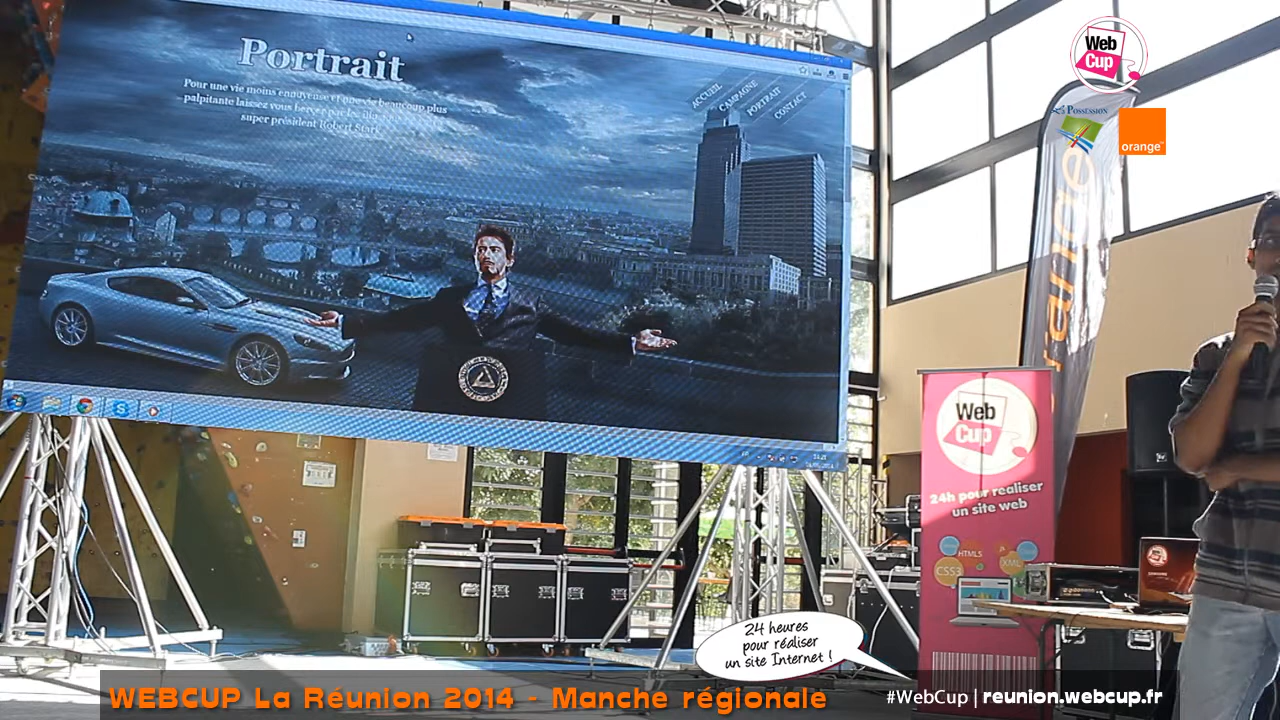 Portrait
Pour une vie moins ennuyeuse et une vie beaucoup plus
palpitante laissez vous bercer par
super président Robert Stark
ACCUEIL
CAMPAGNE
PORTRAIT
CONTACT
Web
Cup
POSSESSION
orange
orange
Web
Cup
24h pour realiser
un site web
HTML5
CSS3
XML
24 heures
pour réaliser
un site Internet !
WEBCUP La Réunion 2014 - Manche régionale
#WebCup | reunion.webcup.fr